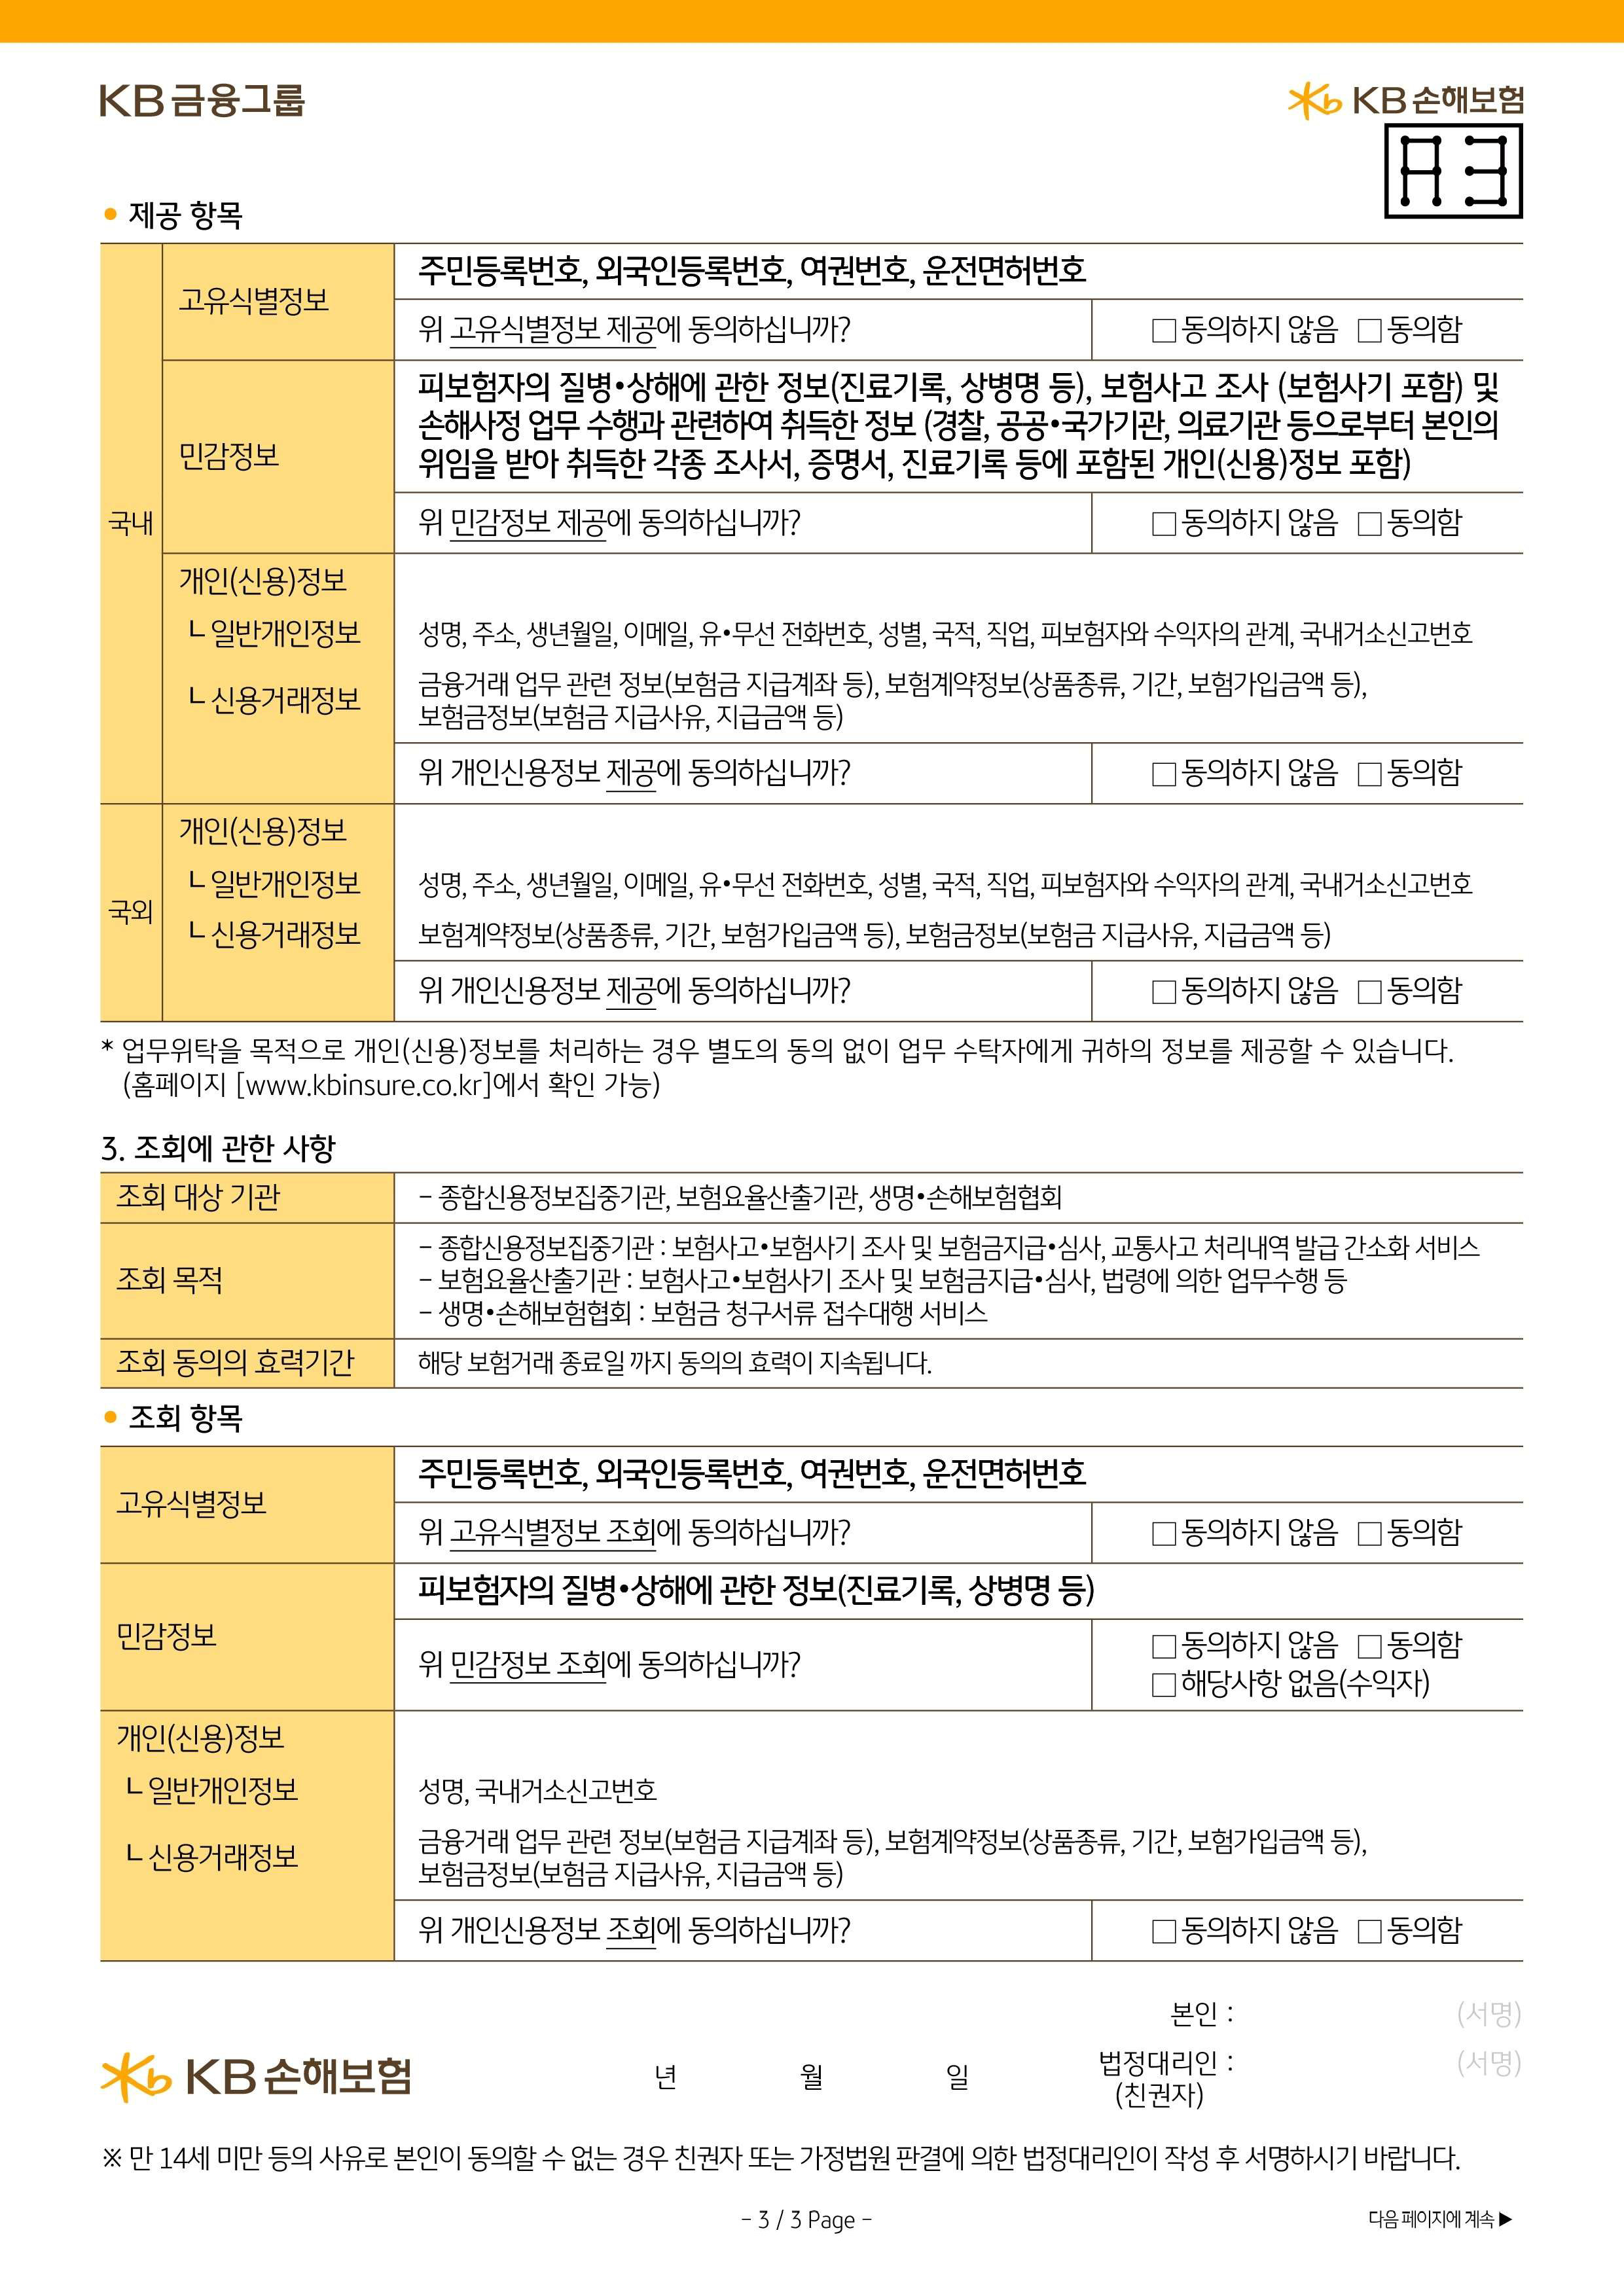 KB 금융그룹
KB 손해보험
A3
• 제공 항목
국내
고유식별정보
주민등록번호, 외국인등록번호, 여권번호, 운전면허번호
위 고유식별정보 제공에 동의하십니까?
□ 동의하지 않음 □ 동의함
민감정보
피보험자의 질병•상해에 관한 정보(진료기록, 상병명 등), 보험사고 조사 (보험사기 포함) 및
손해사정 업무 수행과 관련하여 취득한 정보 (경찰, 공공•국가기관, 의료기관 등으로부터 본인의
위임을 받아 취득한 각종 조사서, 증명서, 진료기록 등에 포함된 개인(신용)정보 포함)
위 민감정보 제공에 동의하십니까?
□ 동의하지 않음 □ 동의함
개인(신용)정보
┗ 일반개인정보
성명, 주소, 생년월일, 이메일, 유•무선 전화번호, 성별, 국적, 직업, 피보험자와 수익자의 관계, 국내거소신고번호
┗ 신용거래정보
금융거래 업무 관련 정보(보험금 지급계좌 등), 보험계약정보(상품종류, 기간, 보험가입금액 등),
보험금정보(보험금 지급사유, 지급금액 등)
위 개인신용정보 제공에 동의하십니까?
□ 동의하지 않음 □ 동의함
국외
개인(신용)정보
┗ 일반개인정보
성명, 주소, 생년월일, 이메일, 유•무선 전화번호, 성별, 국적, 직업, 피보험자와 수익자의 관계, 국내거소신고번호
┗ 신용거래정보
보험계약정보(상품종류, 기간, 보험가입금액 등), 보험금정보(보험금 지급사유, 지급금액 등)
위 개인신용정보 제공에 동의하십니까?
□ 동의하지 않음 □ 동의함
* 업무위탁을 목적으로 개인(신용)정보를 처리하는 경우 별도의 동의 없이 업무 수탁자에게 귀하의 정보를 제공할 수 있습니다.
(홈페이지 [www.kbinsure.co.kr]에서 확인 가능)
3. 조회에 관한 사항
조회 대상 기관
– 종합신용정보집중기관, 보험요율산출기관, 생명•손해보험협회
조회 목적
– 종합신용정보집중기관 : 보험사고•보험사기 조사 및 보험금지급•심사, 교통사고 처리내역 발급 간소화 서비스
– 보험요율산출기관 : 보험사고•보험사기 조사 및 보험금지급•심사, 법령에 의한 업무수행 등
– 생명•손해보험협회 : 보험금 청구서류 접수대행 서비스
조회 동의의 효력기간
해당 보험거래 종료일 까지 동의의 효력이 지속됩니다.
• 조회 항목
고유식별정보
주민등록번호, 외국인등록번호, 여권번호, 운전면허번호
위 고유식별정보 조회에 동의하십니까?
□ 동의하지 않음 □ 동의함
민감정보
피보험자의 질병•상해에 관한 정보(진료기록, 상병명 등)
위 민감정보 조회에 동의하십니까?
□ 동의하지 않음 □ 동의함
□ 해당사항 없음(수익자)
개인(신용)정보
┗ 일반개인정보
성명, 국내거소신고번호
┗ 신용거래정보
금융거래 업무 관련 정보(보험금 지급계좌 등), 보험계약정보(상품종류, 기간, 보험가입금액 등),
보험금정보(보험금 지급사유, 지급금액 등)
위 개인신용정보 조회에 동의하십니까?
□ 동의하지 않음 □ 동의함
본인 : (서명)
KB 손해보험
년 월 일
법정대리인 : (서명)
(친권자)
※ 만 14세 미만 등의 사유로 본인이 동의할 수 없는 경우 친권자 또는 가정법원 판결에 의한 법정대리인이 작성 후 서명하시기 바랍니다.
– 3 / 3 Page –
다음 페이지에 계속 ▶